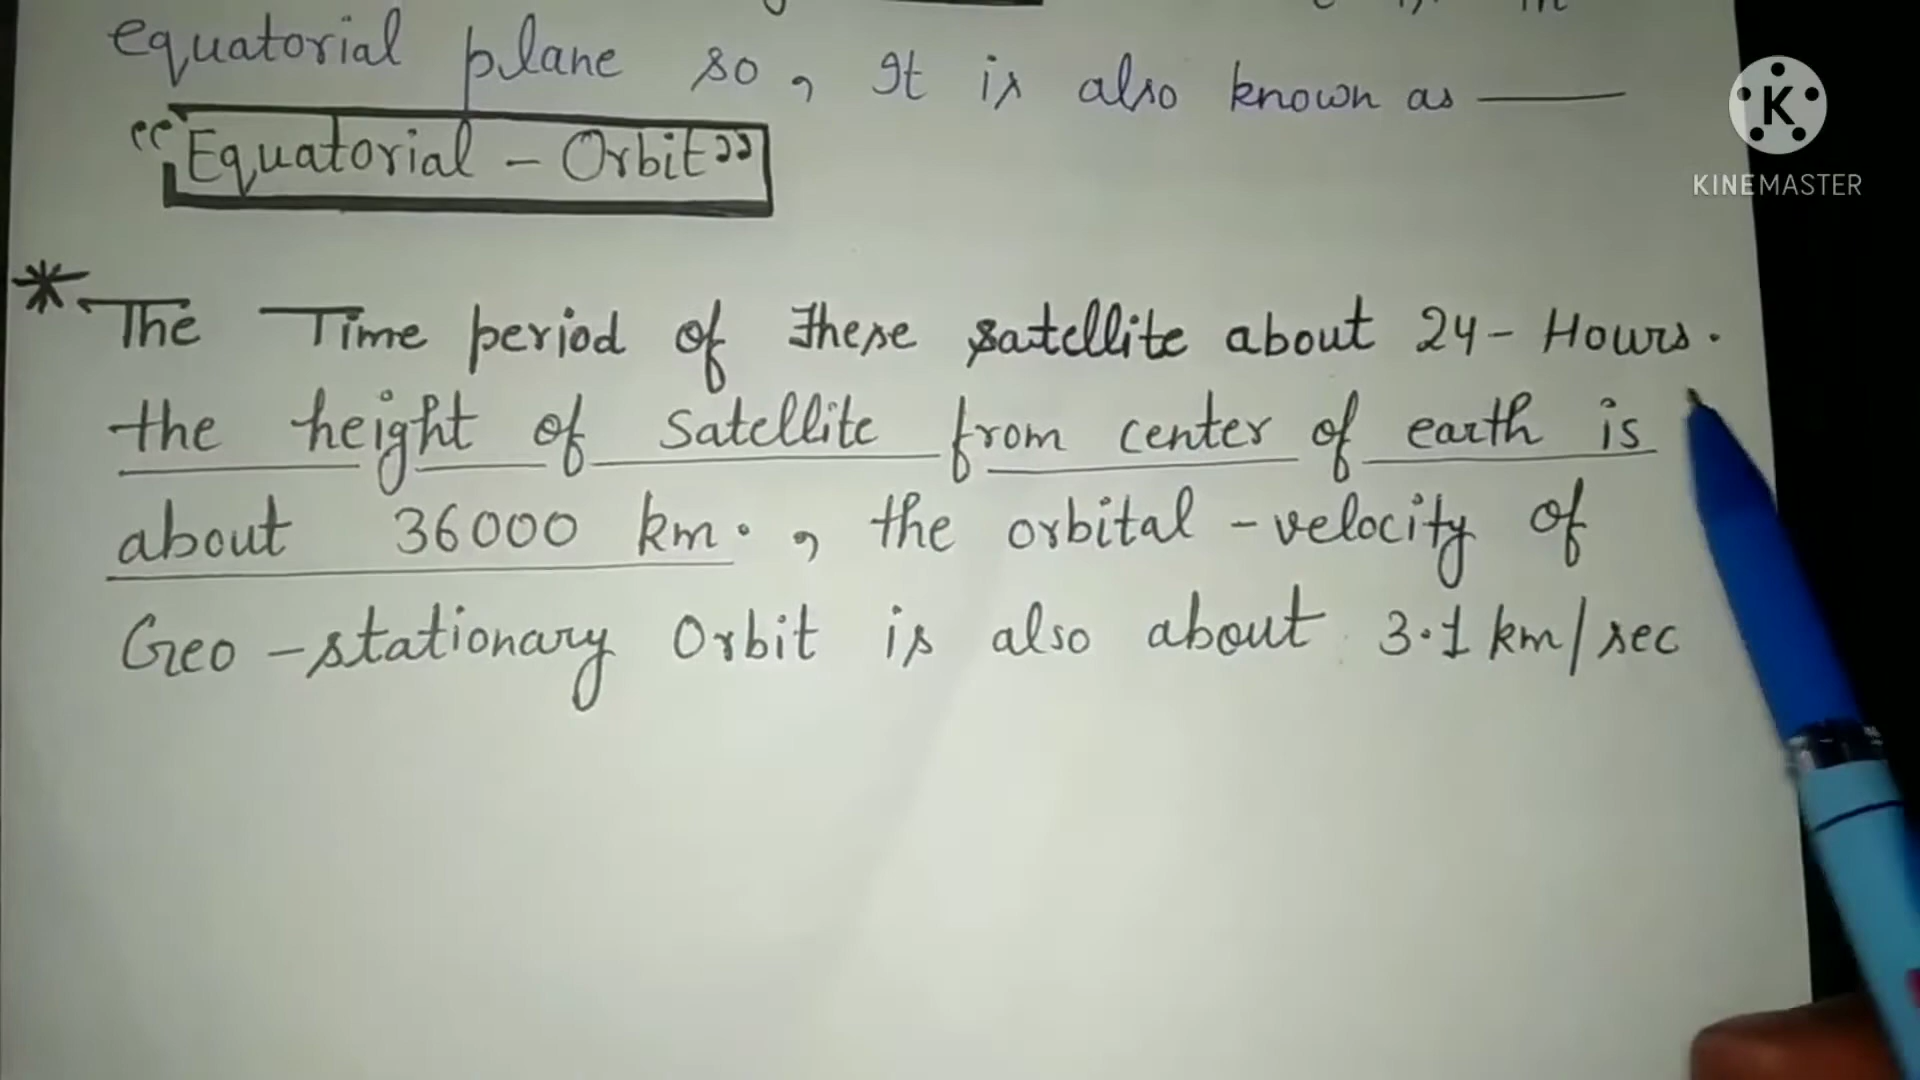 equatorial plane so, It is also known as ——
"Equatorial - Orbit"
K
KINEMASTER
* The Time period of these satellite about 24 - Hours.
the height of satellite from center of earth is
about 36000 km. , the orbital - velocity of
Geo - stationary Orbit is also about 3.1 km/sec